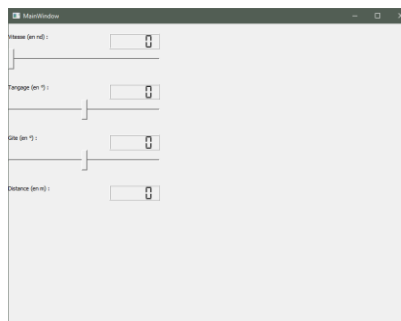 MainWindow
Vitesse (en nd) : 0
Tangage (en °) : 0
Gite (en °) : 0
Distance (en m) : 0